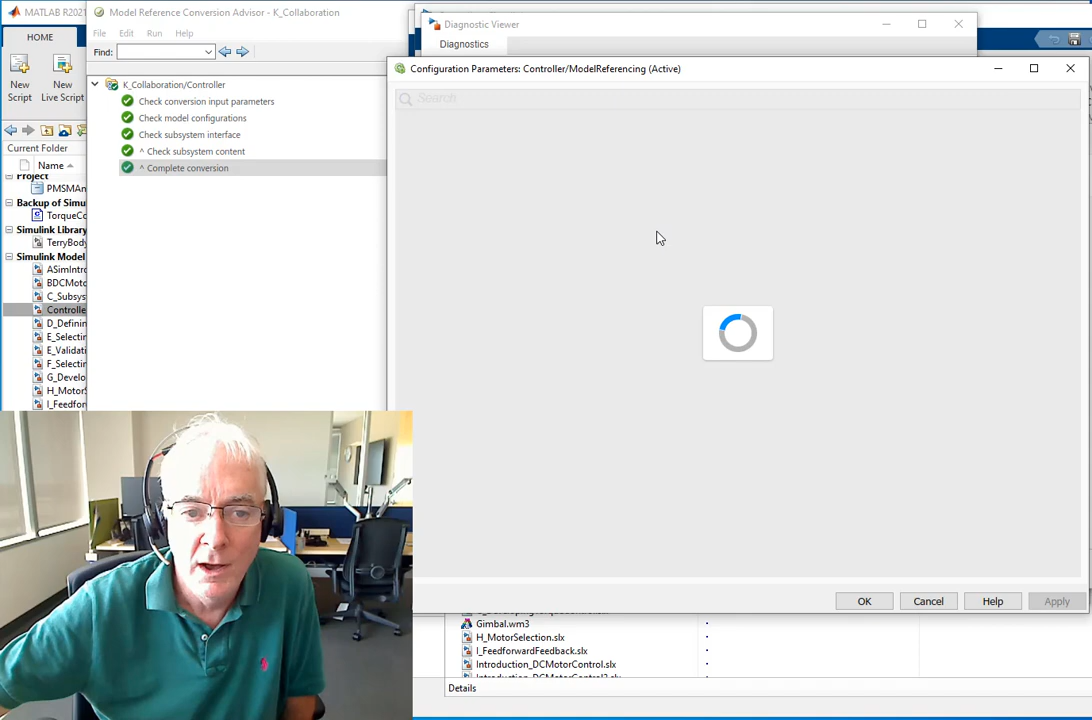 MATLAB R2021
HOME
New
Script
New
Live Script
Current Folder
Name
Project
PMSMAn
Backup of Simu
TorqueCo
Simulink Library
TerryBody
Simulink Model
ASimIntro
BDCMoto
C_Subsys
Controlle
D_Definin
E_Selectin
E_Validati
F_Selectin
G_Develo
H_MotorS
I_Feedfor
Model Reference Conversion Advisor - K_Collaboration
File Edit Run Help
Find:
K_Collaboration/Controller
Check conversion input parameters
Check model configurations
Check subsystem interface
^ Check subsystem content
^ Complete conversion
Diagnostic Viewer
Diagnostics
Configuration Parameters: Controller/ModelReferencing (Active)
Search
OK Cancel Help Apply
Gimbal.wm3
H_MotorSelection.slx
I_FeedforwardFeedback.slx
Introduction_DCMotorControl.slx
Details